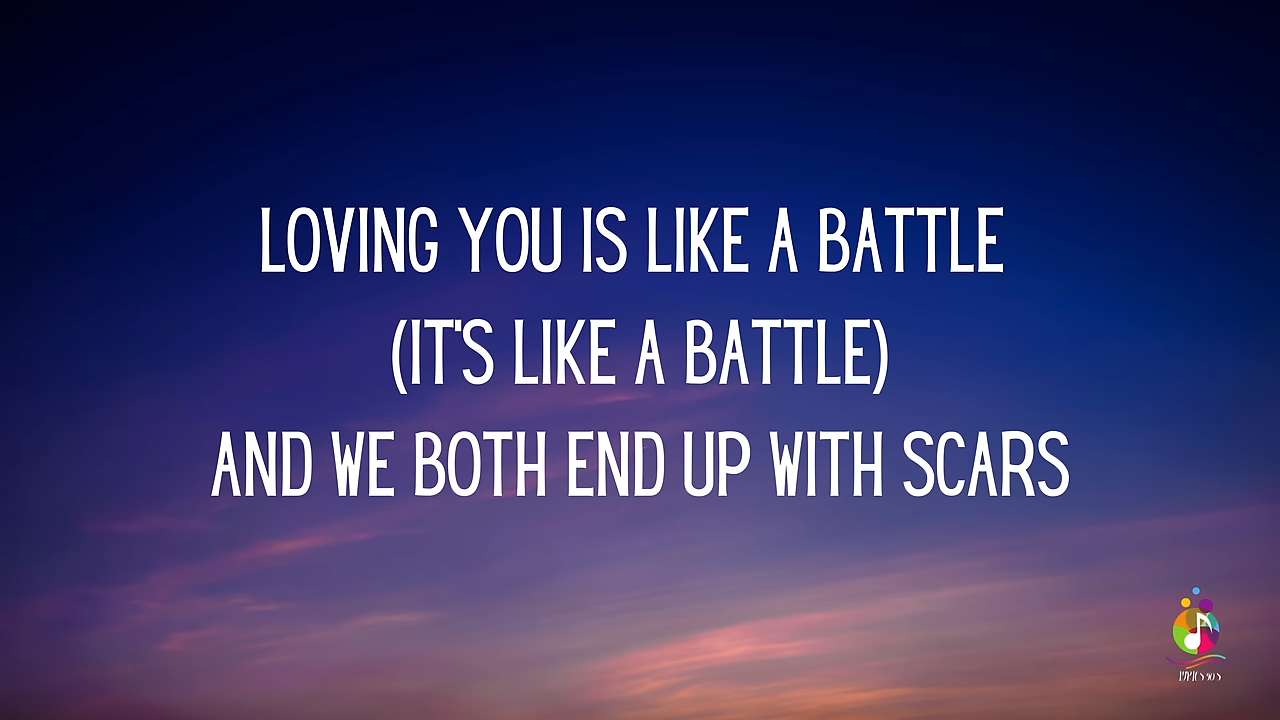 LOVING YOU IS LIKE A BATTLE
(IT'S LIKE A BATTLE)
AND WE BOTH END UP WITH SCARS